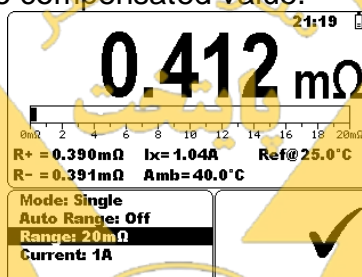 compensated value.
21:19
0.412 mΩ
0mΩ 2 4 6 8 10 12 14 16 18 20mΩ
R+ = 0.390mΩ Ix= 1.04A Ref@25.0°C
R- = 0.391mΩ Amb= 40.0°C
Mode: Single
Auto Range: Off
Range: 20mΩ
Current: 1A
پایتخت